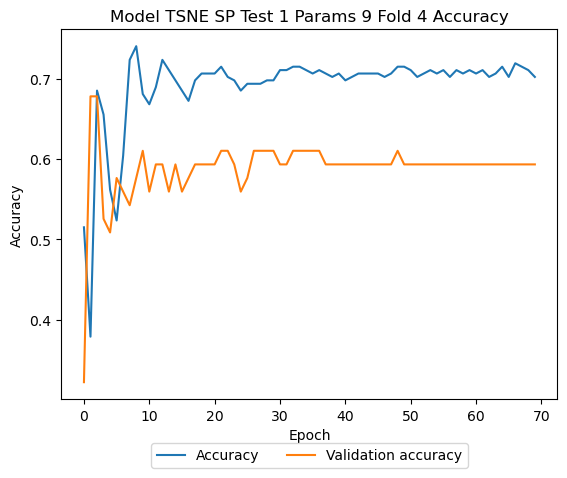 Model TSNE SP Test 1 Params 9 Fold 4 Accuracy
Accuracy
0.7
0.6
0.5
0.4
0 10 20 30 40 50 60 70
Epoch
Accuracy Validation accuracy